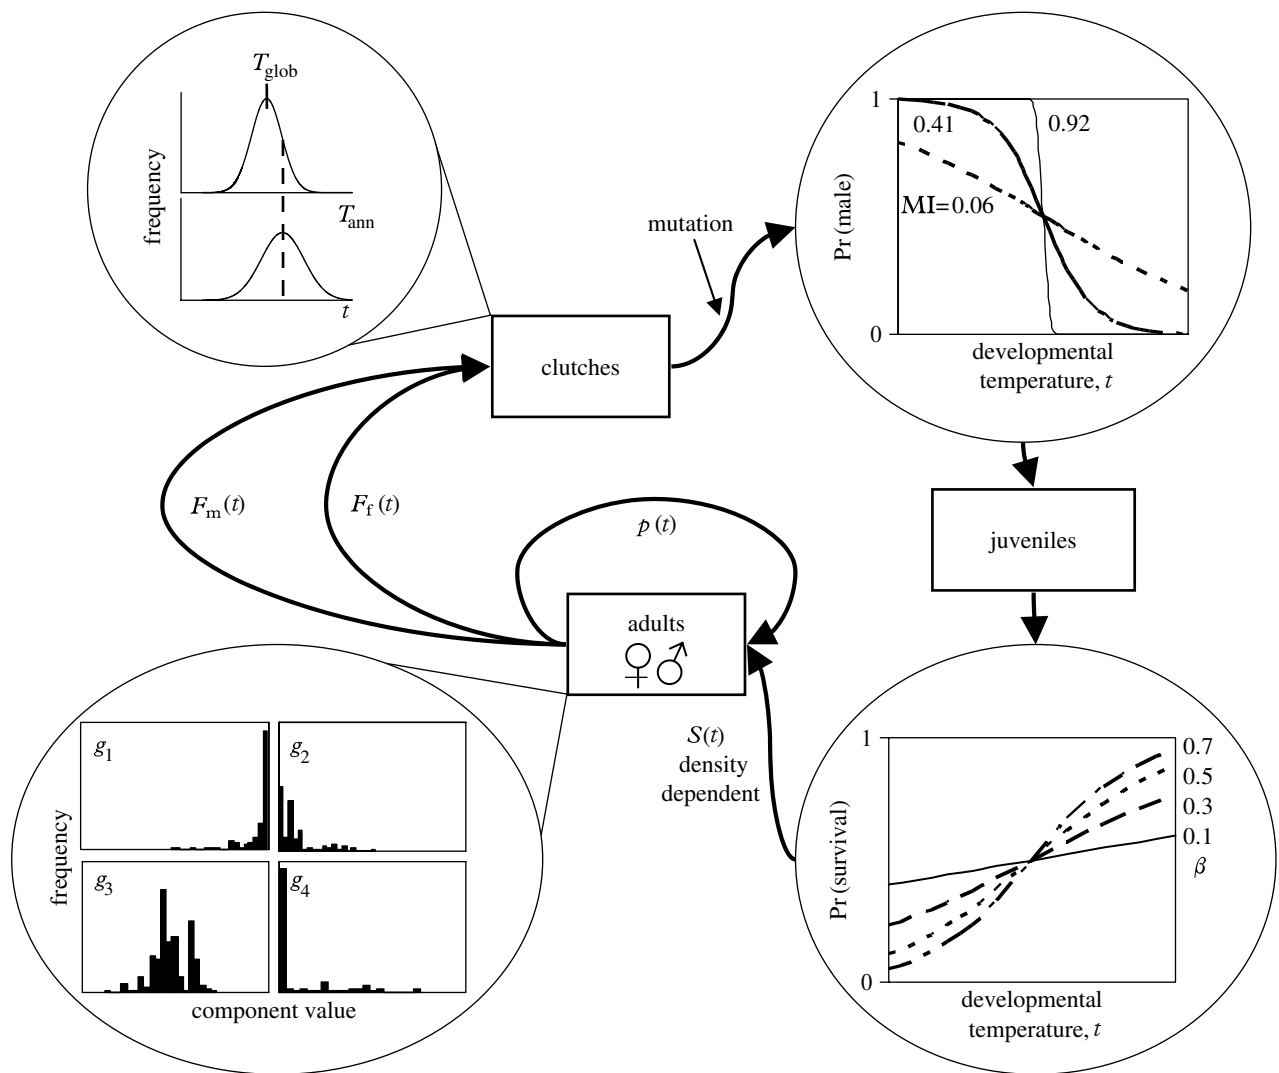 T_glob
frequency
T_ann
t
mutation
1
0.41
0.92
MI=0.06
Pr (male)
0
developmental
temperature, t
clutches
F_m(t)
F_f (t)
p (t)
juveniles
adults
♀♂
S(t)
density
dependent
g_1
g_2
g_3
g_4
frequency
component value
1
0.7
0.5
0.3
0.1
β
Pr (survival)
0
developmental
temperature, t